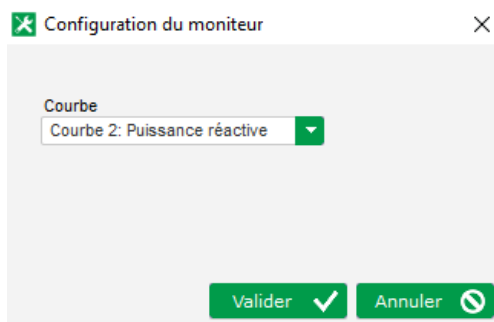 Configuration du moniteur
Courbe
Courbe 2: Puissance réactive
Valider Annuler